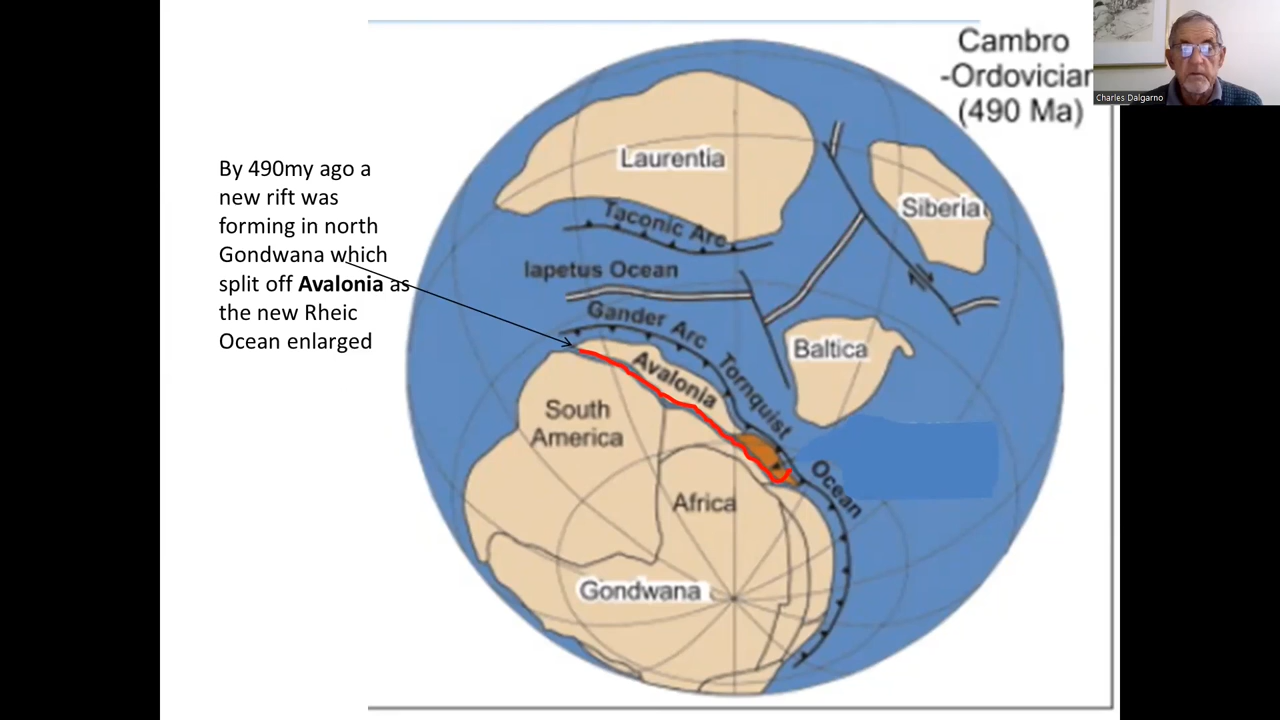 Cambro
-Ordovician
(490 Ma)
Charles Dalgarno
By 490my ago a
new rift was
forming in north
Gondwana which
split off Avalonia as
the new Rheic
Ocean enlarged
Laurentia
Siberia
Taconic Arc
Iapetus Ocean
Gander Arc
Baltica
Avalonia
Tornquist
Ocean
South
America
Africa
Gondwana